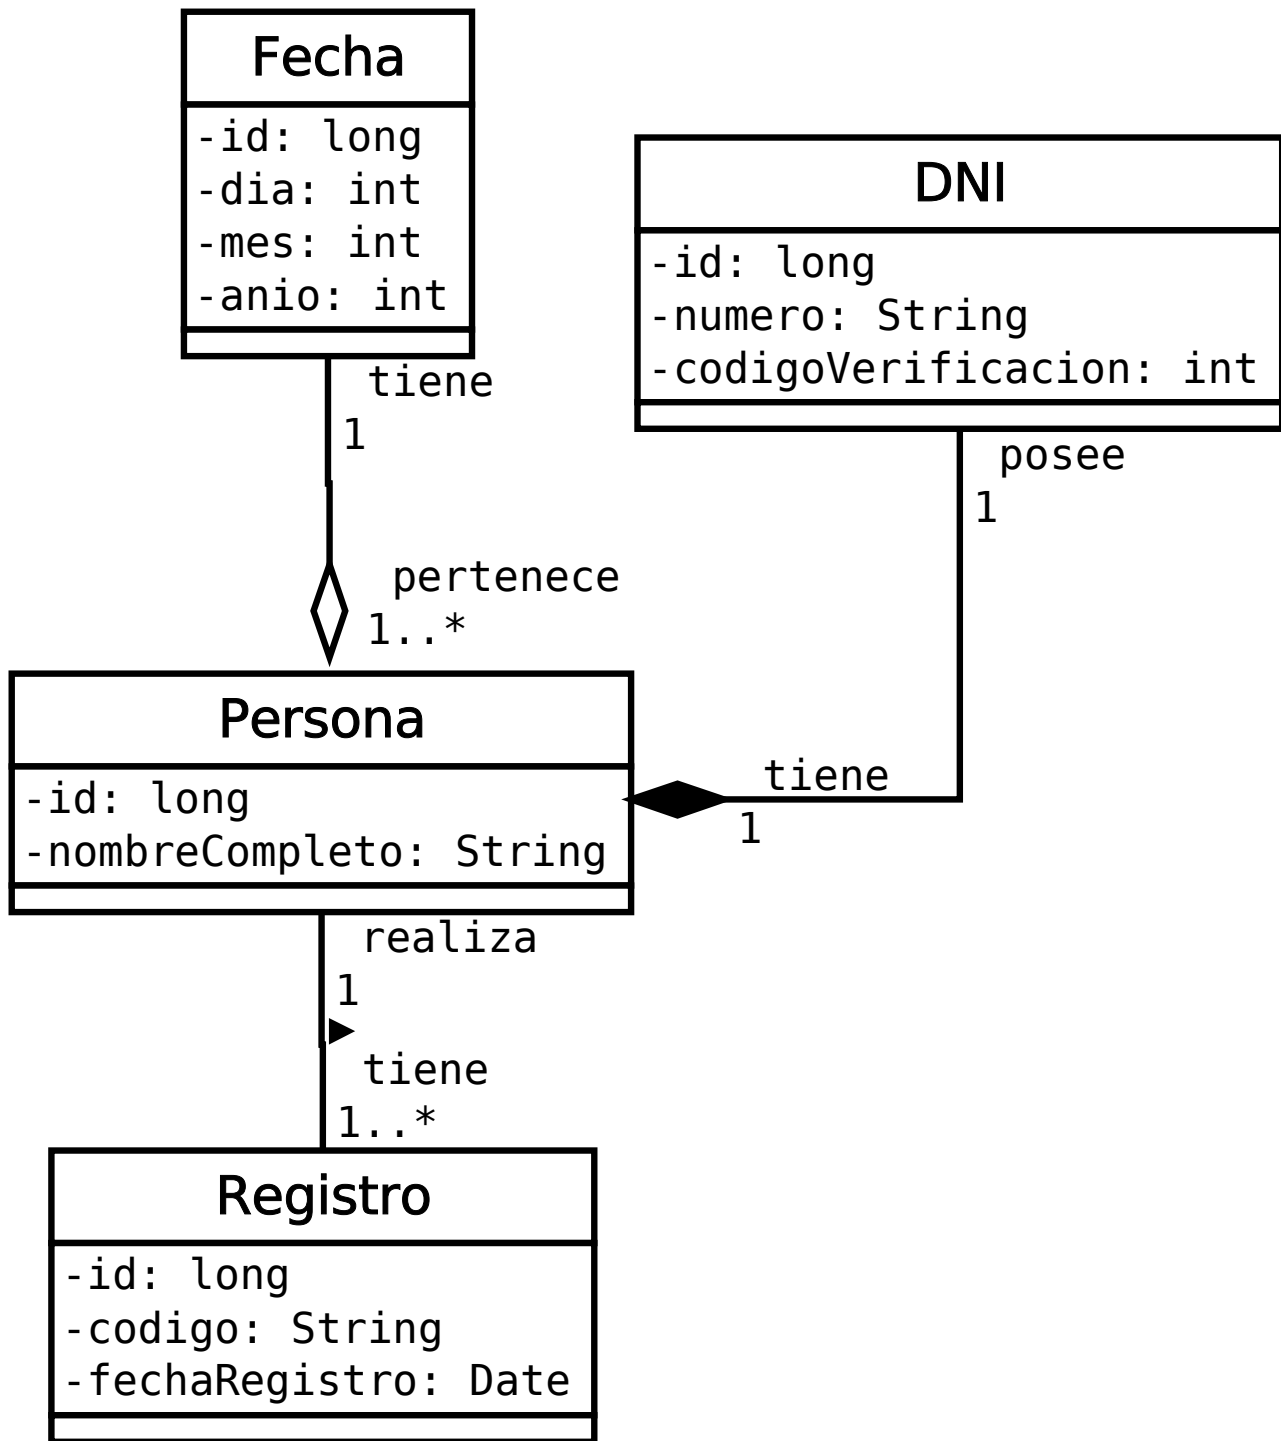 Fecha
-id: long
-dia: int
-mes: int
-anio: int
tiene
1
pertenece
1..*
DNI
-id: long
-numero: String
-codigoVerificacion: int
posee
1
tiene
1
Persona
-id: long
-nombreCompleto: String
realiza
1
tiene
1..*
Registro
-id: long
-codigo: String
-fechaRegistro: Date